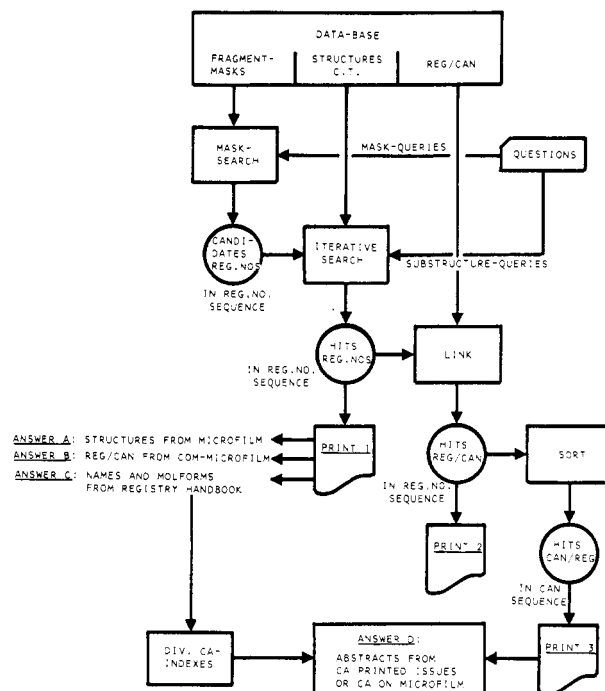 DATA-BASE
FRAGMENT-
MASKS
STRUCTURES
C.T.
REG/CAN
MASK-
SEARCH
MASK-QUERIES
QUESTIONS
CANDI-
DATES
REG.NOS
ITERATIVE
SEARCH
SUBSTRUCTURE-QUERIES
IN REG.NO.
SEQUENCE
HITS
REG.NOS
LINK
IN REG.NO.
SEQUENCE
ANSWER A: STRUCTURES FROM MICROFILM
ANSWER B: REG/CAN FROM COM-MICROFILM
ANSWER C: NAMES AND MOLFORMS
FROM REGISTRY HANDBOOK
PRINT 1
HITS
REG/CAN
SORT
IN REG.NO.
SEQUENCE
PRINT 2
HITS
CAN/REG
IN CAN
SEQUENCE
DIV. CA-
INDEXES
ANSWER D:
ABSTRACTS FROM
CA PRINTED ISSUES
OR CA ON MICROFILM
PRINT 3